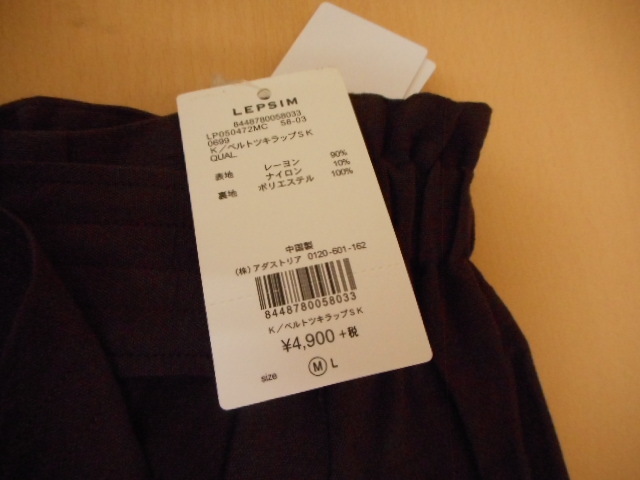 LEPSIM
8448780058033
LP050472MC 58-03
0699
K／ベルトツキラップSK
QUAL
表地 レーヨン 90%
ナイロン 10%
裏地 ポリエステル 100%
中国製
(株)アダストリア 0120-601-162
8448780058033
K／ベルトツキラップSK
¥4,900 +税
size M L